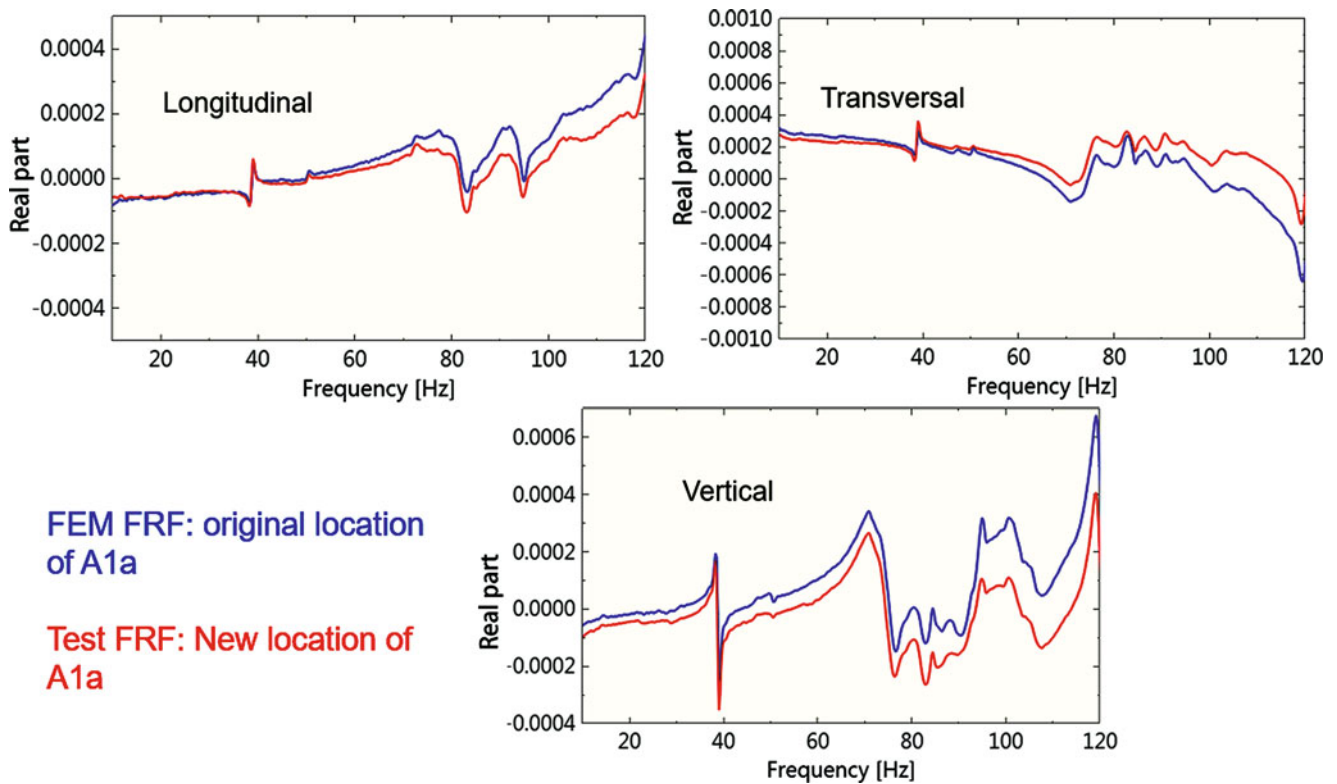 0.0004
0.0002
0.0000
-0.0002
-0.0004
Real part
Longitudinal
20 40 60 80 100 120
Frequency [Hz]
0.0010
0.0008
0.0006
0.0004
0.0002
0.0000
-0.0002
-0.0004
-0.0006
-0.0008
-0.0010
Real part
Transversal
20 40 60 80 100 120
Frequency [Hz]
FEM FRF: original location
of A1a
Test FRF: New location of
A1a
0.0006
0.0004
0.0002
0.0000
-0.0002
-0.0004
Real part
Vertical
20 40 60 80 100 120
Frequency [Hz]